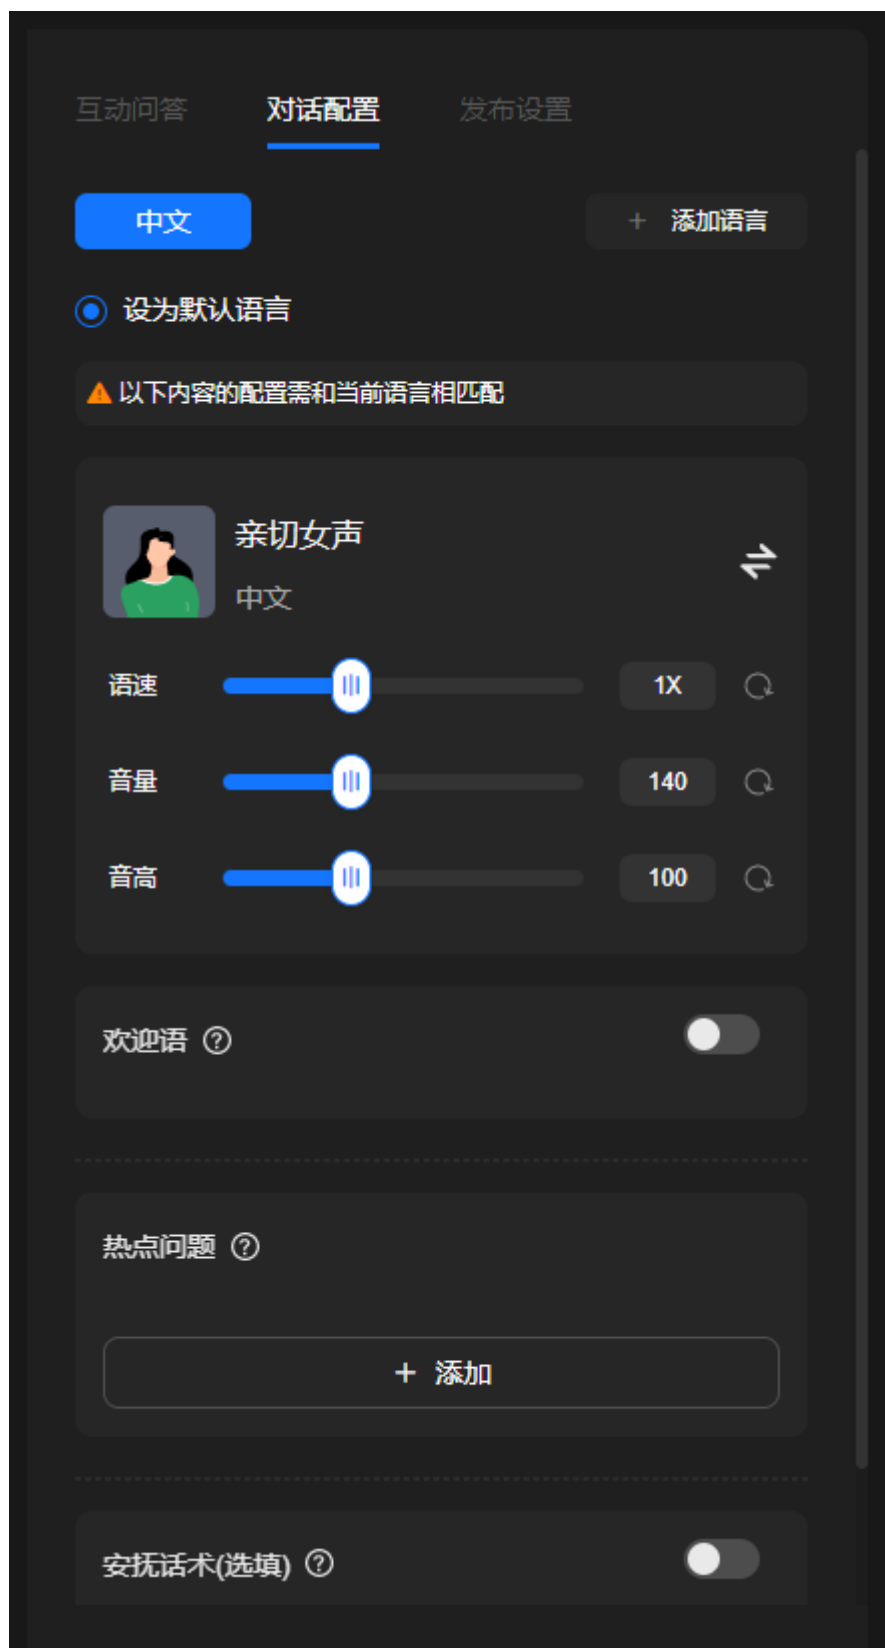 互动问答 对话配置 发布设置
中文 + 添加语言
设为默认语言
以下内容的配置需和当前语言相匹配
亲切女声
中文
语速 1X
音量 140
音高 100
欢迎语 ?
热点问题 ?
+ 添加
安抚话术(选填) ?